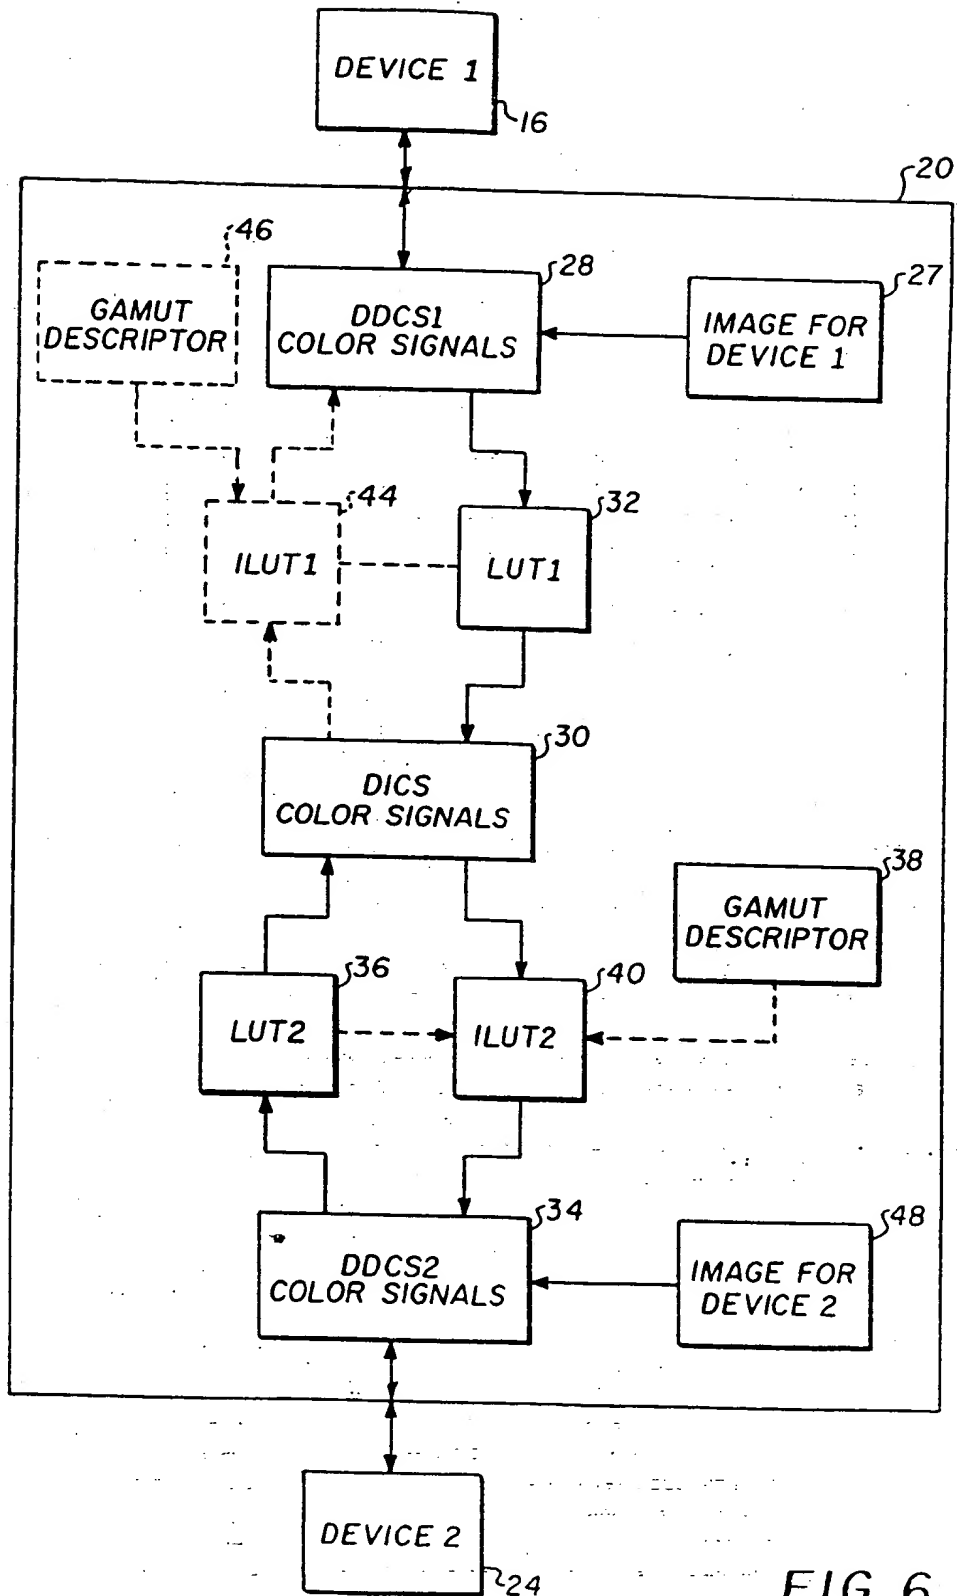 DEVICE 1
16
20
46
GAMUT
DESCRIPTOR
28
DDCS1
COLOR SIGNALS
27
IMAGE FOR
DEVICE 1
44
ILUT1
32
LUT1
30
DICS
COLOR SIGNALS
38
GAMUT
DESCRIPTOR
36
LUT2
40
ILUT2
34
DDCS2
COLOR SIGNALS
48
IMAGE FOR
DEVICE 2
DEVICE 2
24
FIG 6